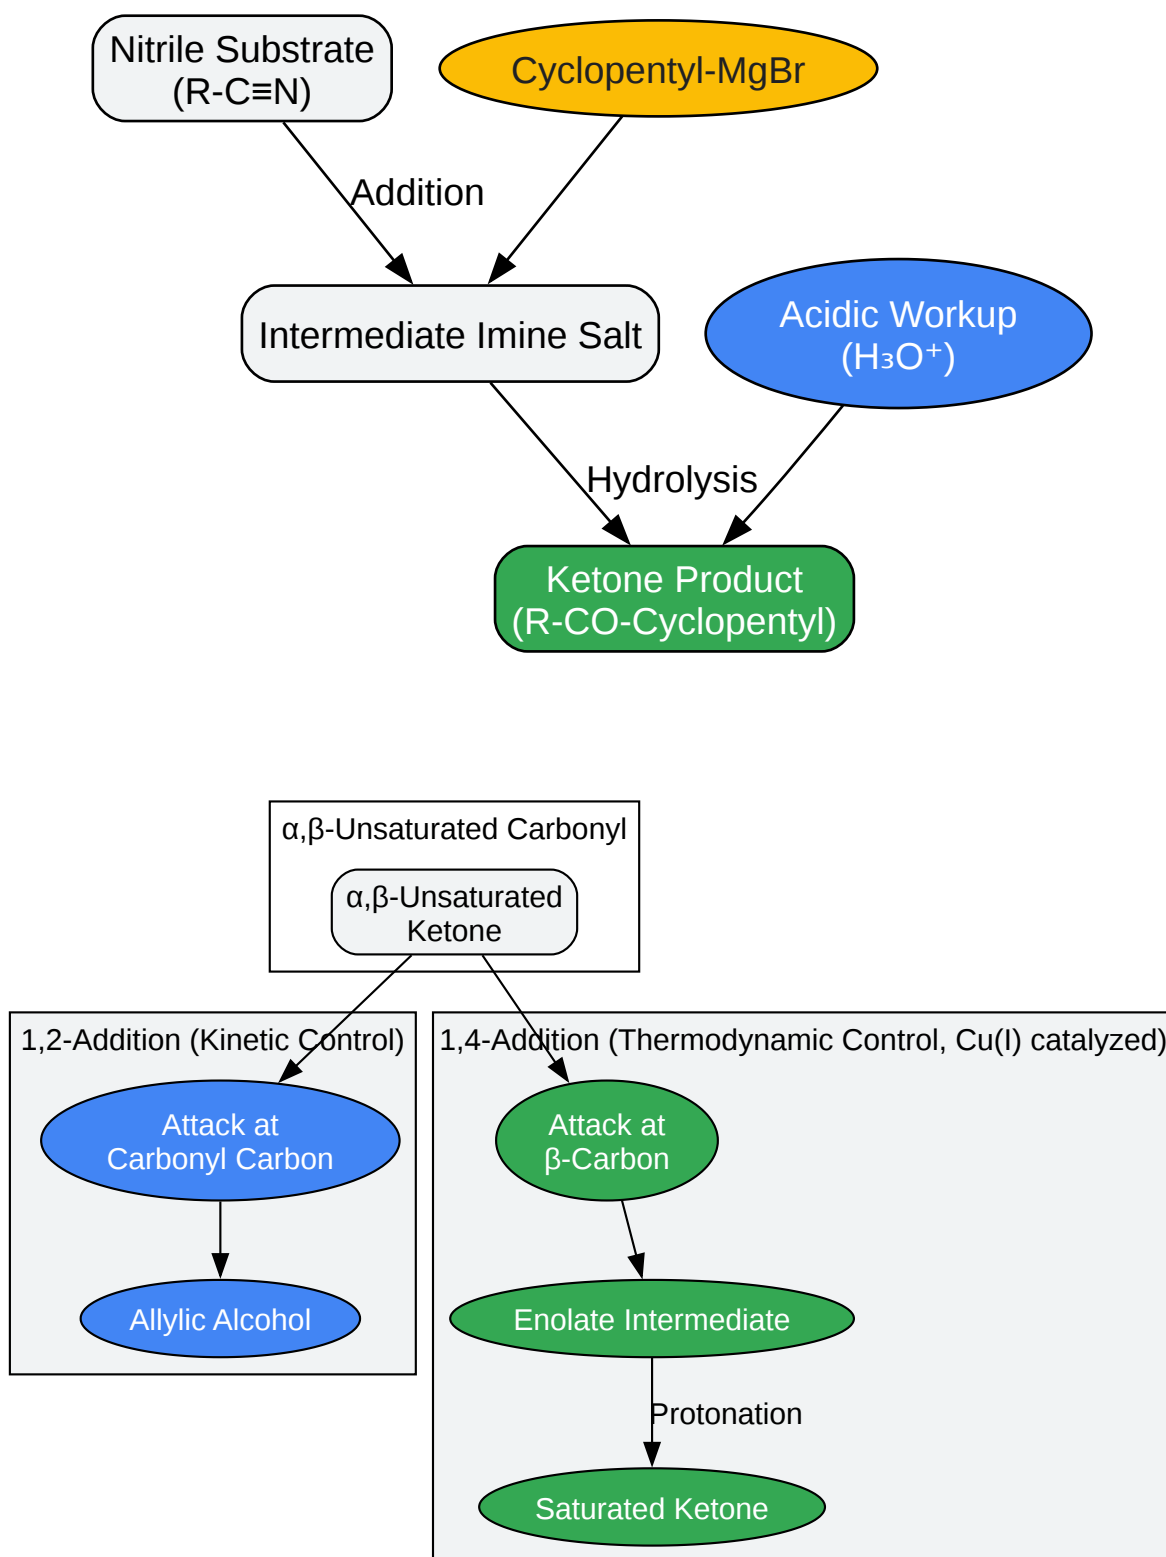 Nitrile Substrate
(R-C≡N)
Cyclopentyl-MgBr
Addition
Intermediate Imine Salt
Acidic Workup
(H₃O⁺)
Hydrolysis
Ketone Product
(R-CO-Cyclopentyl)
α,β-Unsaturated Carbonyl
α,β-Unsaturated
Ketone
1,2-Addition (Kinetic Control)
1,4-Addition (Thermodynamic Control, Cu(I) catalyzed)
Attack at
Carbonyl Carbon
Attack at
β-Carbon
Allylic Alcohol
Enolate Intermediate
Protonation
Saturated Ketone